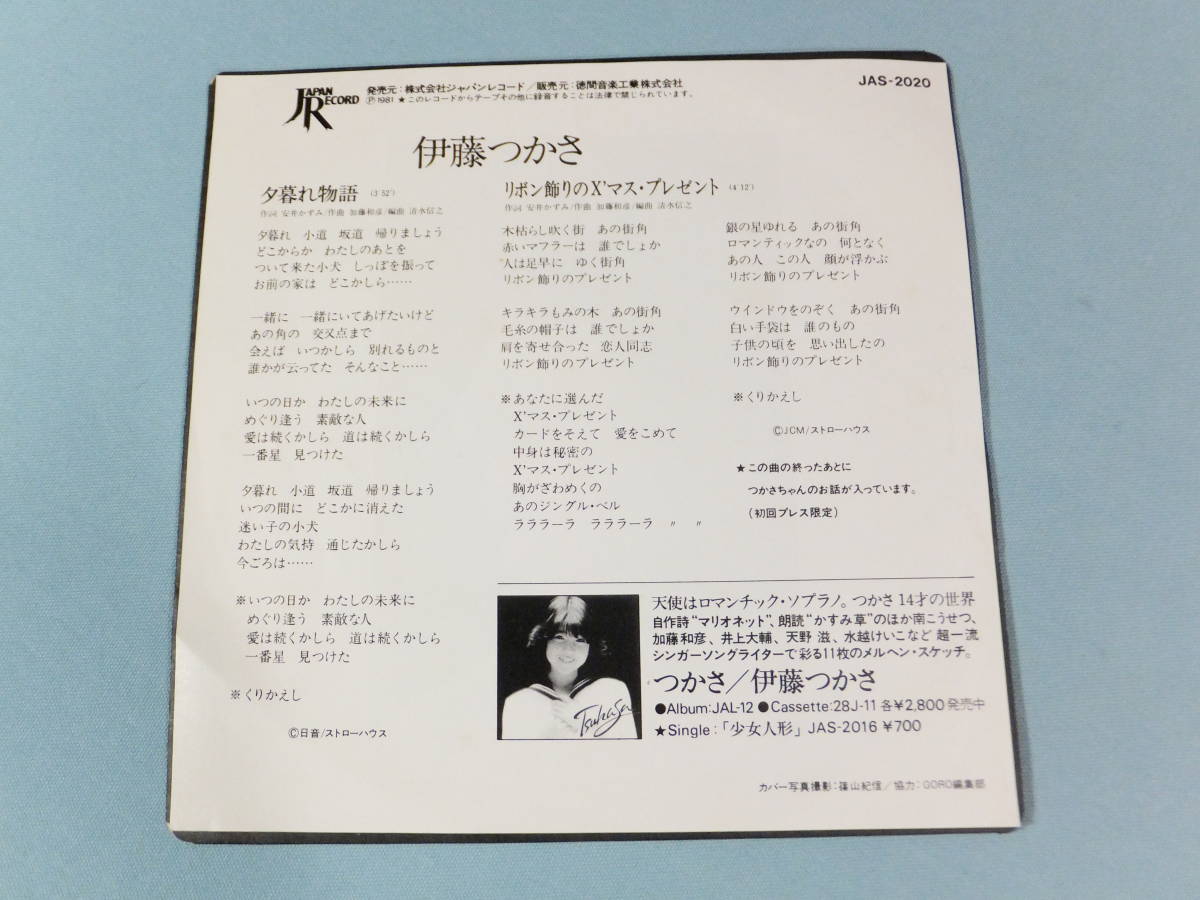 JAPAN RECORD
発売元：株式会社ジャパンレコード／販売元：徳間音楽工業株式会社
Ⓟ1981 ★このレコードからテープその他に録音することは法律で禁じられています。
JAS-2020
伊藤つかさ
夕暮れ物語 (3′52″)
作詞 安井かずみ／作曲 加藤和彦／編曲 清水信之
夕暮れ　小道　坂道　帰りましょう
どこからか　わたしのあとを
ついて来た小犬　しっぽを振って
お前の家は　どこかしら……
一緒に　一緒にいてあげたいけど
あの角の　交叉点まで
会えば　いつかしら　別れるものと
誰かが云ってた　そんなこと……
いつの日か　わたしの未来に
めぐり逢う　素敵な人
愛は続くかしら　道は続くかしら
一番星　見つけた
夕暮れ　小道　坂道　帰りましょう
いつの間に　どこかに消えた
迷い子の小犬
わたしの気持　通じたかしら
今ごろは……
※いつの日か　わたしの未来に
めぐり逢う　素敵な人
愛は続くかしら　道は続くかしら
一番星　見つけた
※くりかえし
Ⓒ日音/ストローハウス
リボン飾りのX'マス・プレゼント (4′12″)
作詞 安井かずみ／作曲 加藤和彦／編曲 清水信之
木枯らし吹く街　あの街角
赤いマフラーは　誰でしょか
人は足早に　ゆく街角
リボン飾りのプレゼント
キラキラもみの木　あの街角
毛糸の帽子は　誰でしょか
肩を寄せ合った　恋人同志
リボン飾りのプレゼント
※あなたに選んだ
X'マス・プレゼント
カードをそえて　愛をこめて
中身は秘密の
X'マス・プレゼント
胸がざわめくの
あのジングル・ベル
ラララーラ　ラララーラ　〃　〃
銀の星ゆれる　あの街角
ロマンティックなの　何となく
あの人　この人　顔が浮かぶ
リボン飾りのプレゼント
ウインドウをのぞく　あの街角
白い手袋は　誰のもの
子供の頃を　思い出したの
リボン飾りのプレゼント
※くりかえし
ⒸJCM/ストローハウス
★この曲の終ったあとに
つかさちゃんのお話が入っています。
(初回プレス限定)
Tsukasa
天使はロマンチック・ソプラノ。つかさ14才の世界
自作詩“マリオネット”、朗読“かすみ草”のほか南こうせつ、
加藤和彦、井上大輔、天野 滋、水越けいこなど 超一流
シンガーソングライターで彩る11枚のメルヘン・スケッチ。
つかさ／伊藤つかさ
●Album:JAL-12 ●Cassette:28J-11 各¥2,800発売中
★Single:「少女人形」JAS-2016 ¥700
カバー写真撮影：篠山紀信／協力：GORO編集部